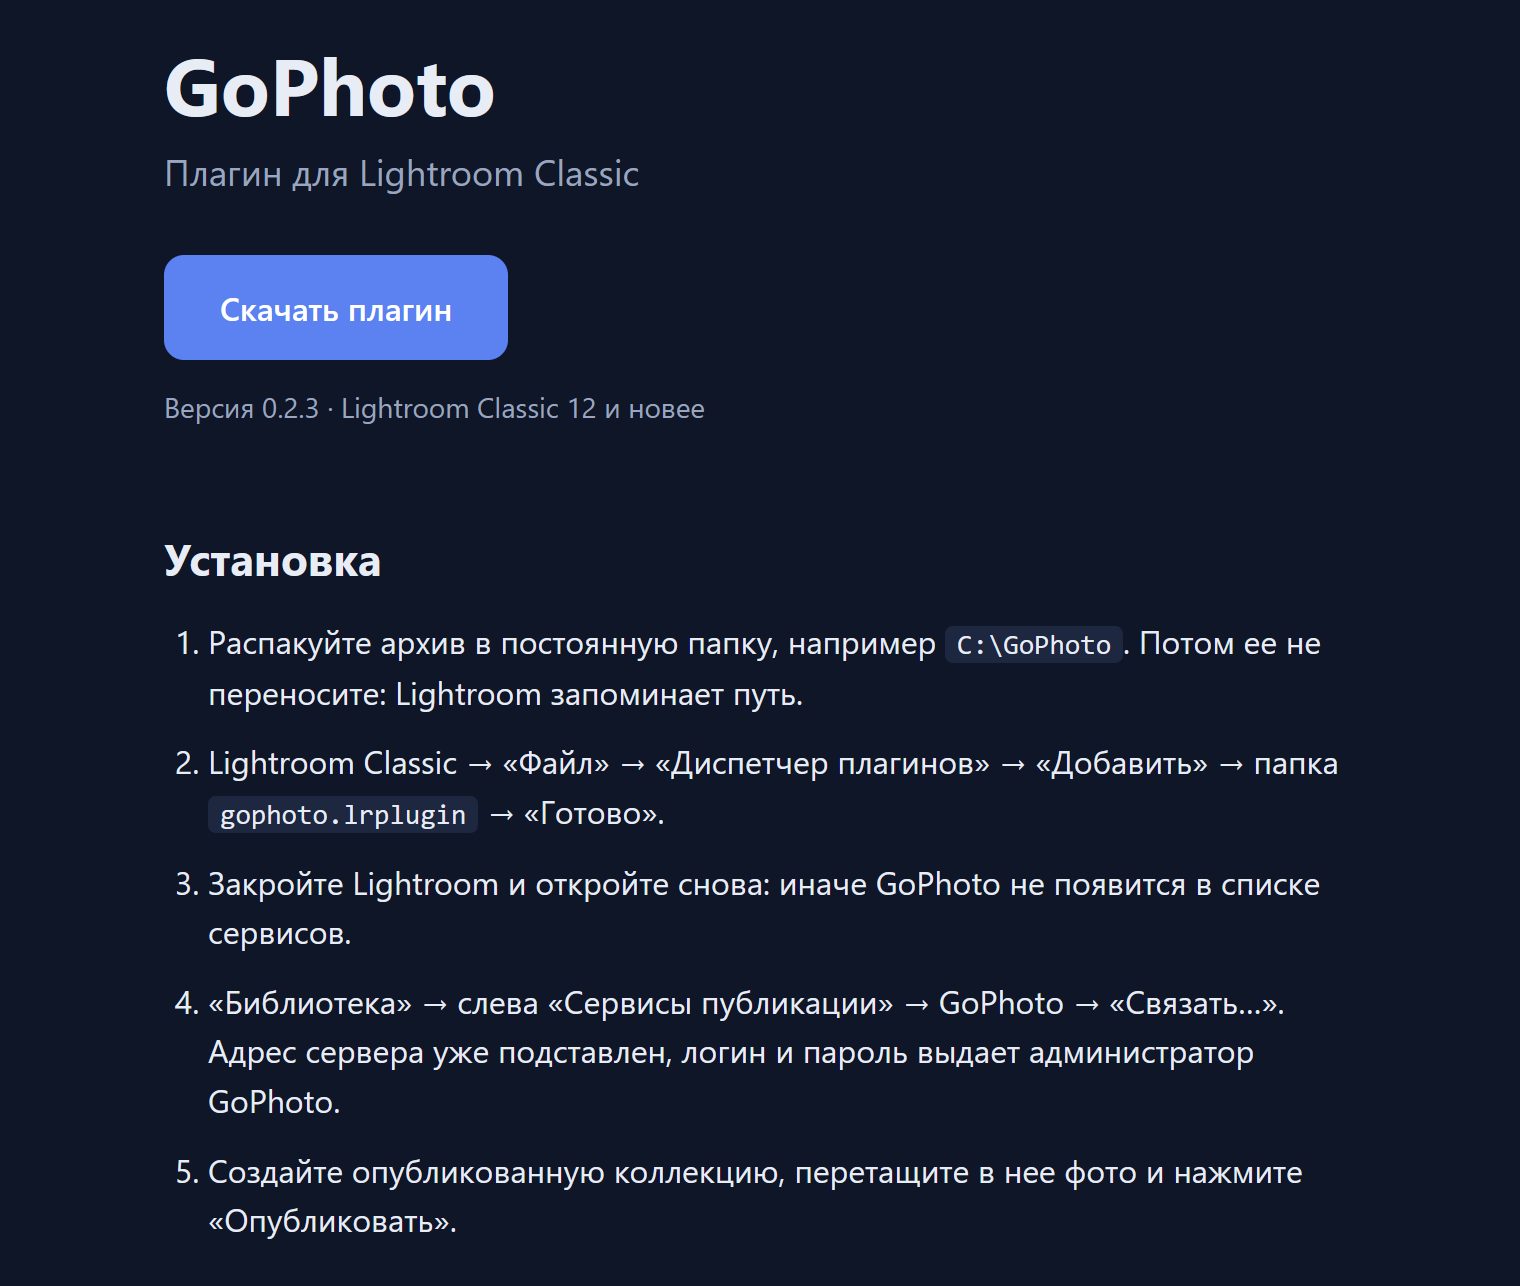 GoPhoto
Плагин для Lightroom Classic
Скачать плагин
Версия 0.2.3 · Lightroom Classic 12 и новее
Установка
1. Распакуйте архив в постоянную папку, например C:\GoPhoto. Потом ее не
переносите: Lightroom запоминает путь.
2. Lightroom Classic → «Файл» → «Диспетчер плагинов» → «Добавить» → папка
gophoto.lrplugin → «Готово».
3. Закройте Lightroom и откройте снова: иначе GoPhoto не появится в списке
сервисов.
4. «Библиотека» → слева «Сервисы публикации» → GoPhoto → «Связать...».
Адрес сервера уже подставлен, логин и пароль выдает администратор
GoPhoto.
5. Создайте опубликованную коллекцию, перетащите в нее фото и нажмите
«Опубликовать».